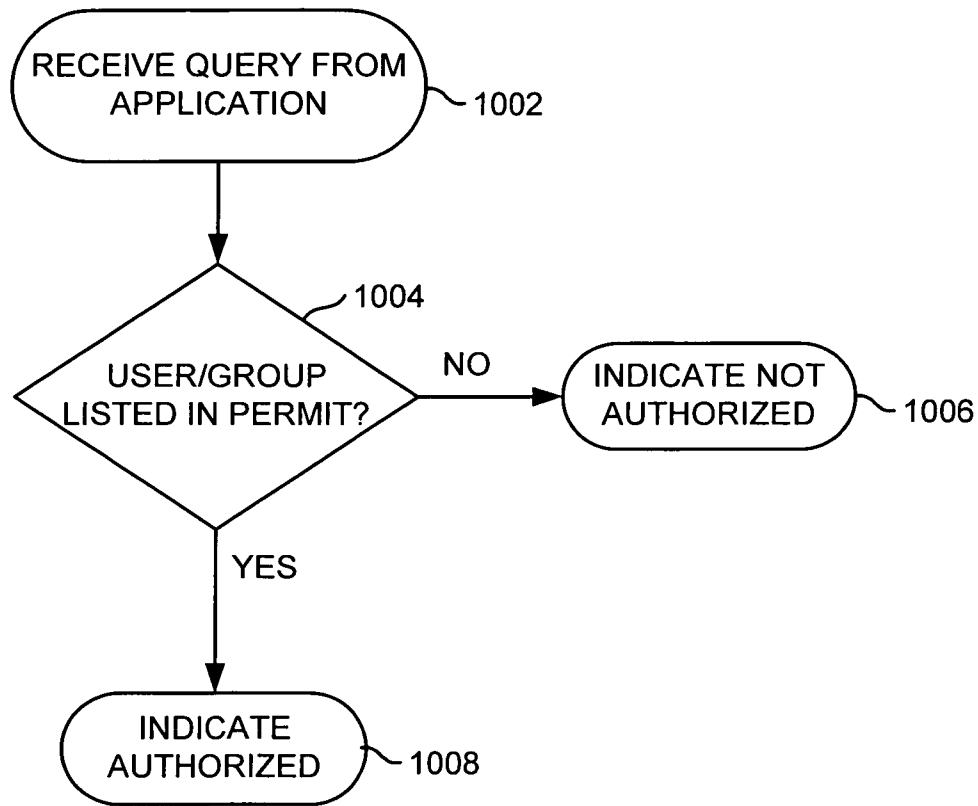 RECEIVE QUERY FROM
APPLICATION
1002
1004
USER/GROUP
LISTED IN PERMIT?
NO
INDICATE NOT
AUTHORIZED
1006
YES
INDICATE
AUTHORIZED
1008